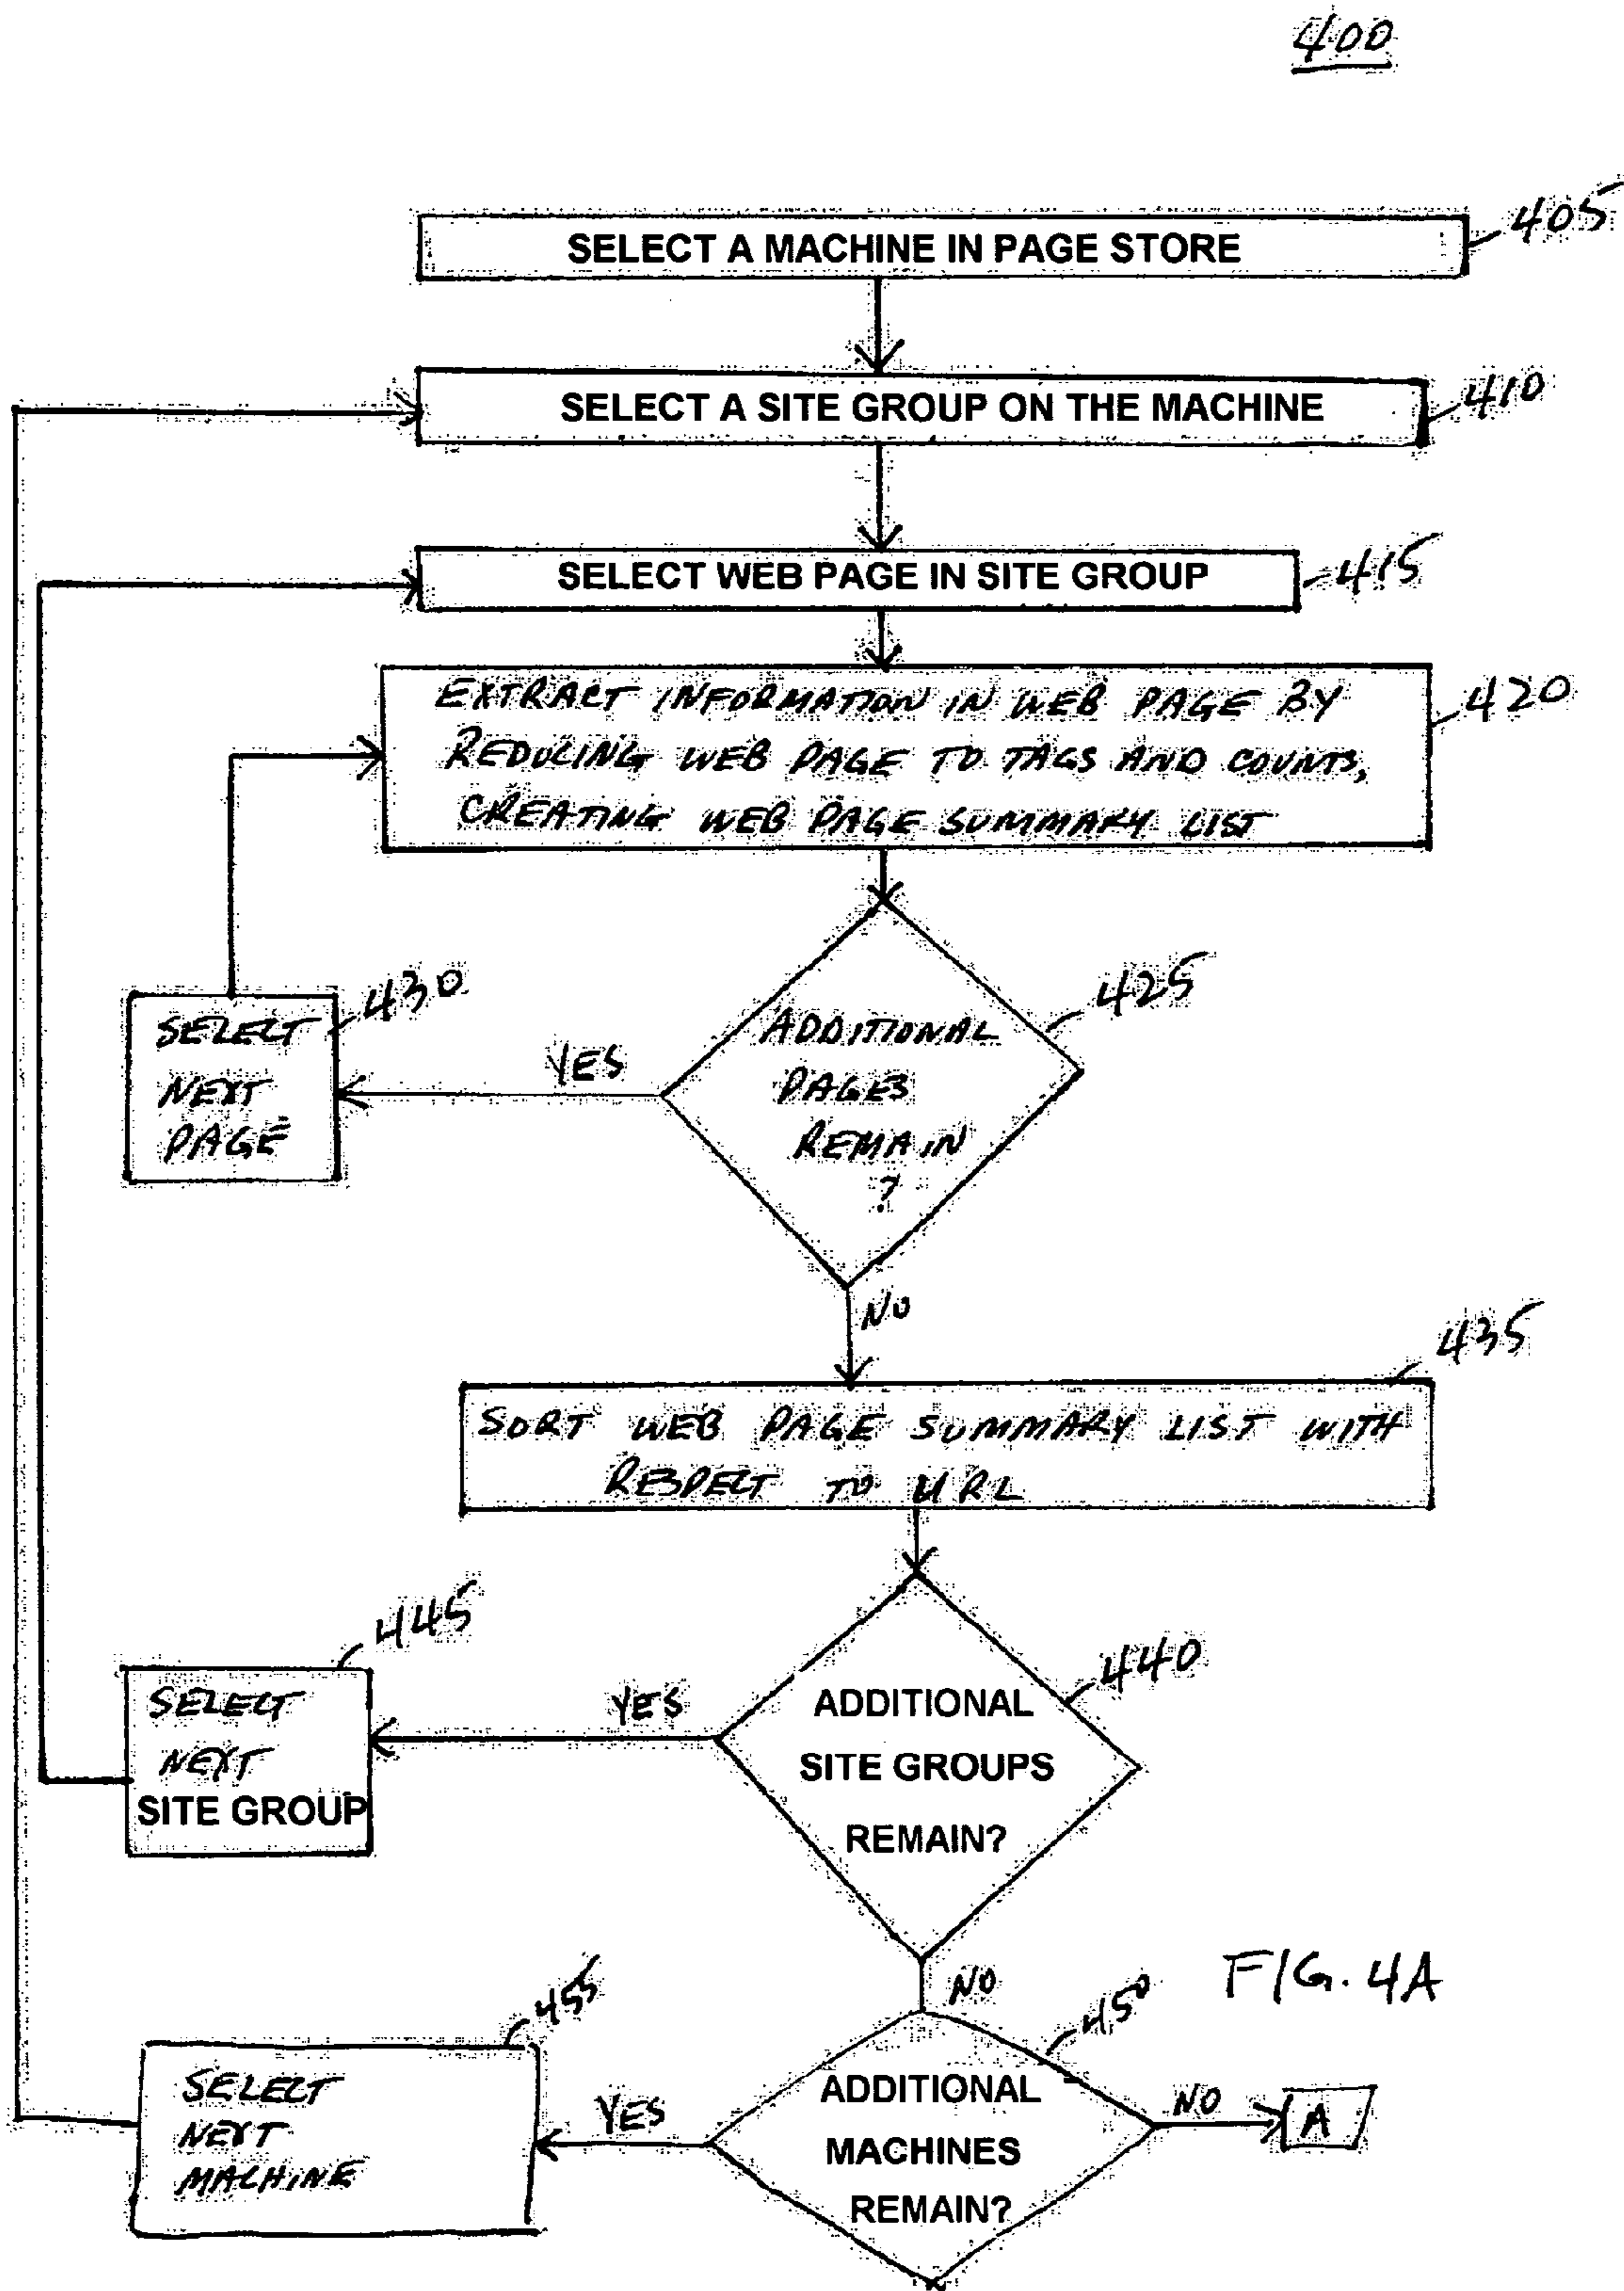 400
SELECT A MACHINE IN PAGE STORE
405
SELECT A SITE GROUP ON THE MACHINE
410
SELECT WEB PAGE IN SITE GROUP
415
EXTRACT INFORMATION IN WEB PAGE BY
REDUCING WEB PAGE TO TAGS AND COUNTS,
CREATING WEB PAGE SUMMARY LIST
420
425
ADDITIONAL
PAGES
REMAIN
?
YES
430
SELECT
NEXT
PAGE
NO
435
SORT WEB PAGE SUMMARY LIST WITH
RESPECT TO URL
440
ADDITIONAL
SITE GROUPS
REMAIN?
YES
445
SELECT
NEXT
SITE GROUP
NO
FIG. 4A
450
ADDITIONAL
MACHINES
REMAIN?
YES
455
SELECT
NEXT
MACHINE
NO
A